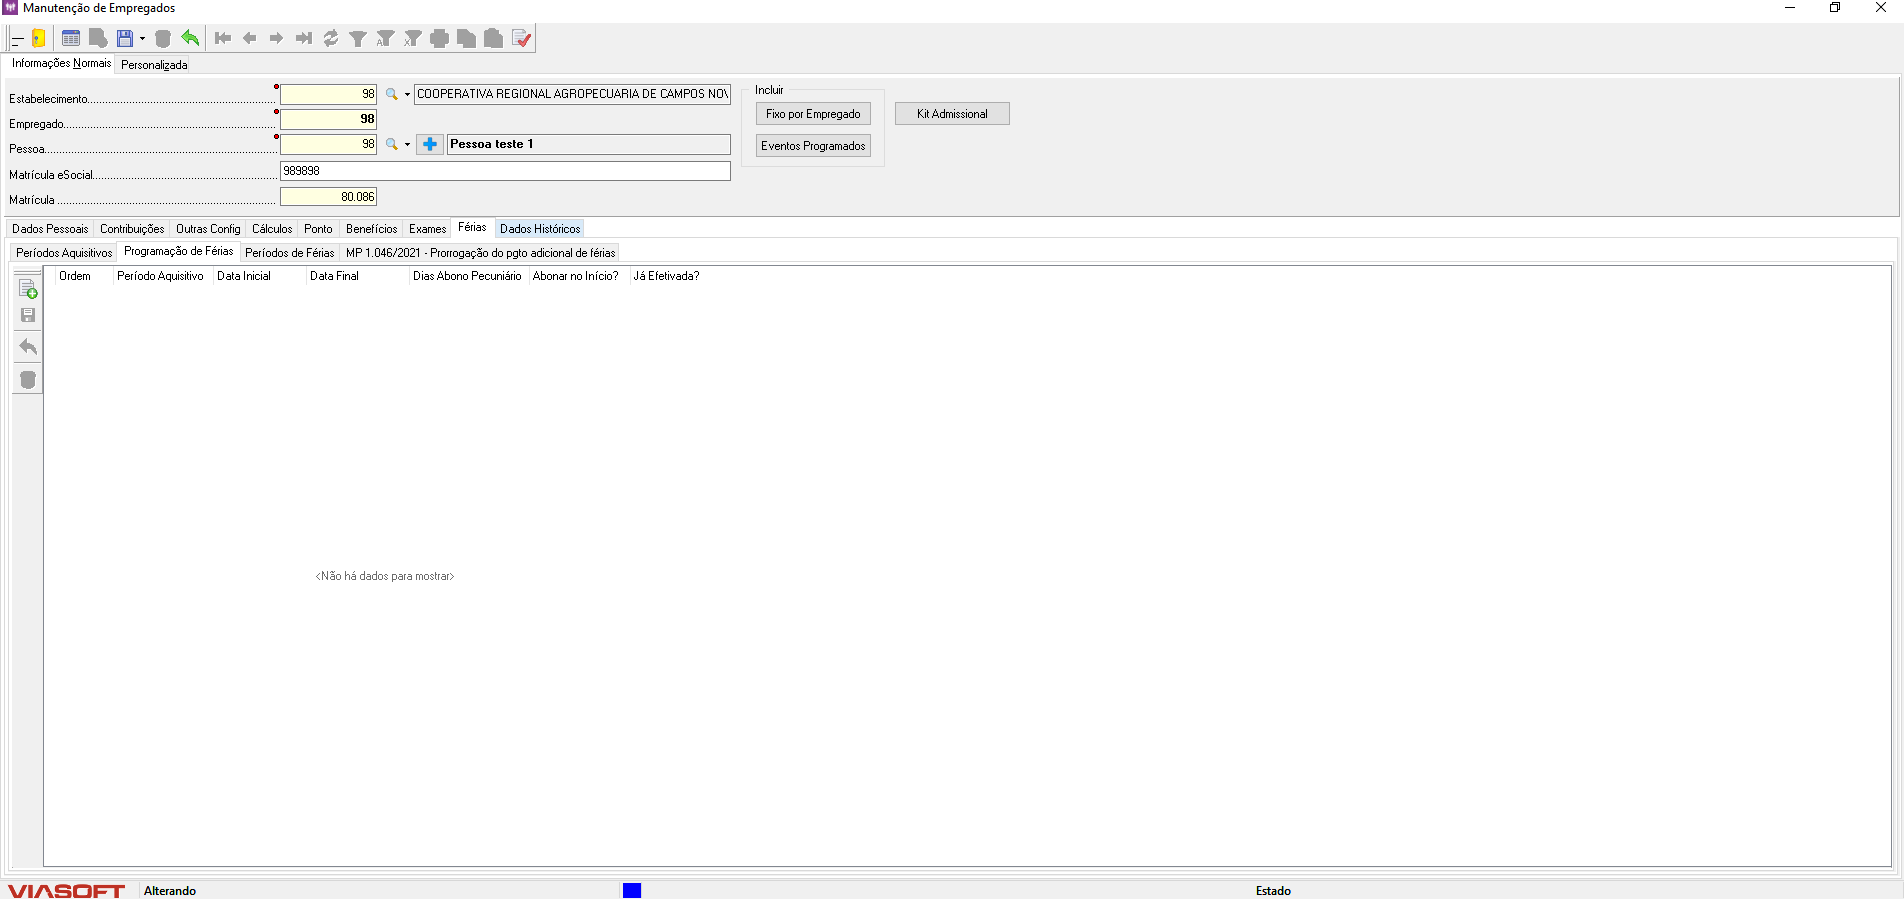 Manutenção de Empregados
Informações Normais Personalizada
Estabelecimento 98 COOPERATIVA REGIONAL AGROPECUARIA DE CAMPOS NOV
Empregado 98
Pessoa 98 Pessoa teste 1
Matrícula eSocial 989898
Matrícula 80.086
Incluir
Fixo por Empregado Kit Admissional
Eventos Programados
Dados Pessoais Contribuições Outras Config Cálculos Ponto Benefícios Exames Férias Dados Históricos
Períodos Aquisitivos Programação de Férias Períodos de Férias MP 1.046/2021 - Prorrogação do pgto adicional de férias
Ordem Período Aquisitivo Data Inicial Data Final Dias Abono Pecuniário Abonar no Início? Já Efetivada?
<Não há dados para mostrar>
VIASOFT Alterando Estado